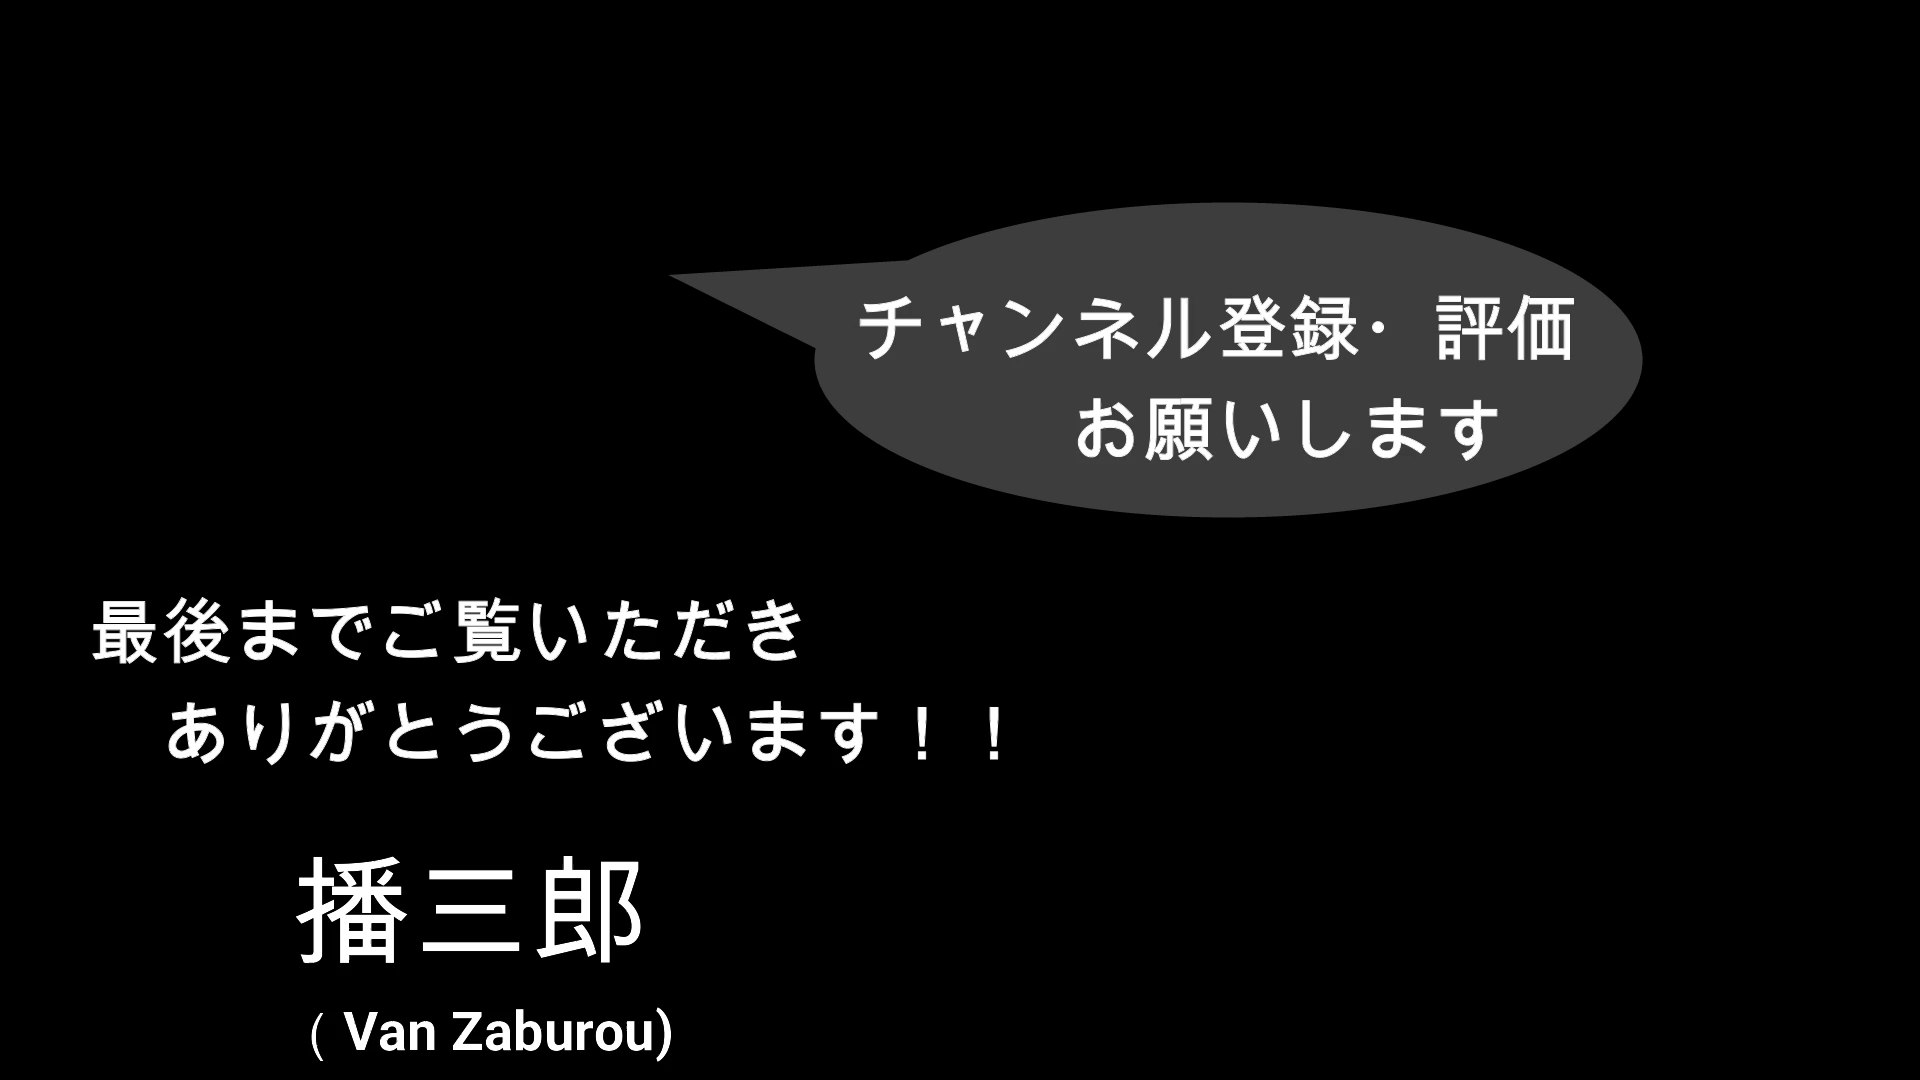 チャンネル登録・評価
お願いします
最後までご覧いただき
ありがとうございます！！
播三郎
（Van Zaburou)